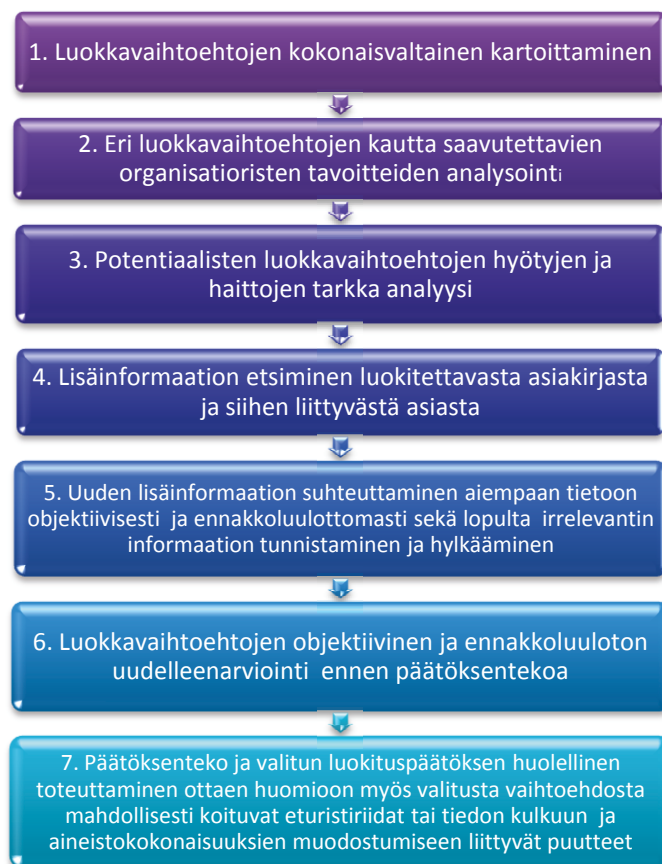 1. Luokkavaihtoehtojen kokonaisvaltainen kartoittaminen
2. Eri luokkavaihtoehtojen kautta saavutettavien
organisatioristen tavoitteiden analysointi
3. Potentiaalisten luokkavaihtoehtojen hyötyjen ja
haittojen tarkka analyysi
4. Lisäinformaation etsiminen luokitettavasta asiakirjasta
ja siihen liittyvästä asiasta
5. Uuden lisäinformaation suhteuttaminen aiempaan tietoon
objektiivisesti ja ennakkoluulottomasti sekä lopulta irrelevantin
informaation tunnistaminen ja hylkääminen
6. Luokkavaihtoehtojen objektiivinen ja ennakkoluuloton
uudelleenarviointi ennen päätöksentekoa
7. Päätöksenteko ja valitun luokituspäätöksen huolellinen
toteuttaminen ottaen huomioon myös valitusta vaihtoehdosta
mahdollisesti koituvat eturistiriidat tai tiedon kulkuun ja
aineistokokonaisuuksien muodostumiseen liittyvät puutteet